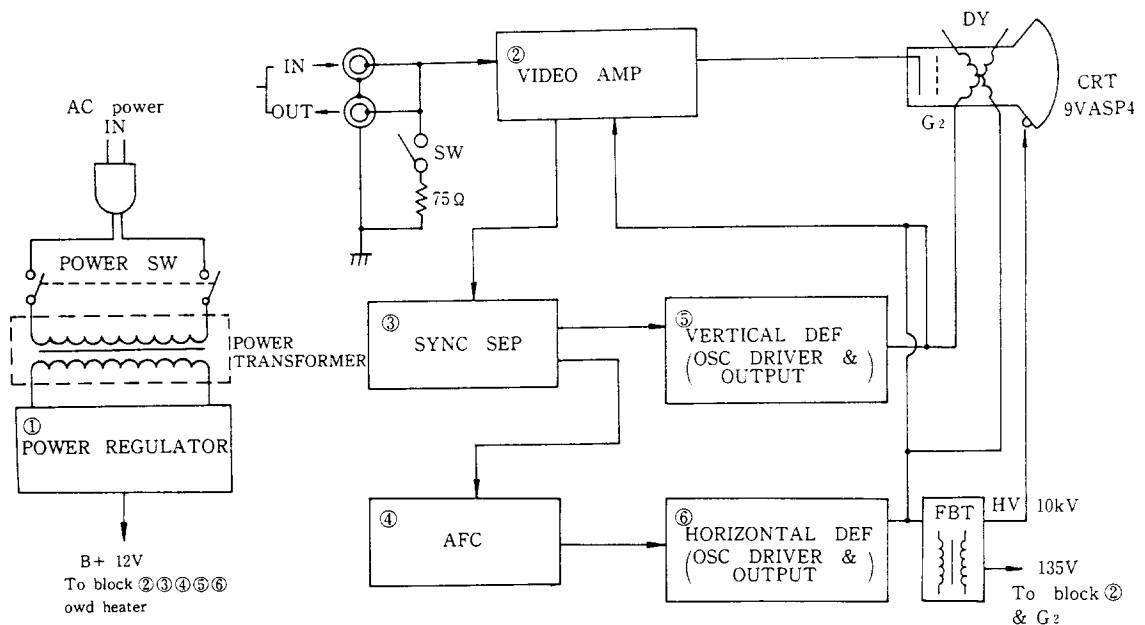 AC power
IN
POWER SW
POWER
TRANSFORMER
①
POWER REGULATOR
B+ 12V
To block ②③④⑤⑥
owd heater
IN
OUT
SW
75Ω
②
VIDEO AMP
DY
CRT
9VASP4
G2
③
SYNC SEP
⑤
VERTICAL DEF
(OSC DRIVER &
OUTPUT)
④
AFC
⑥
HORIZONTAL DEF
(OSC DRIVER &
OUTPUT)
FBT
HV 10kV
135V
To block ②
& G2